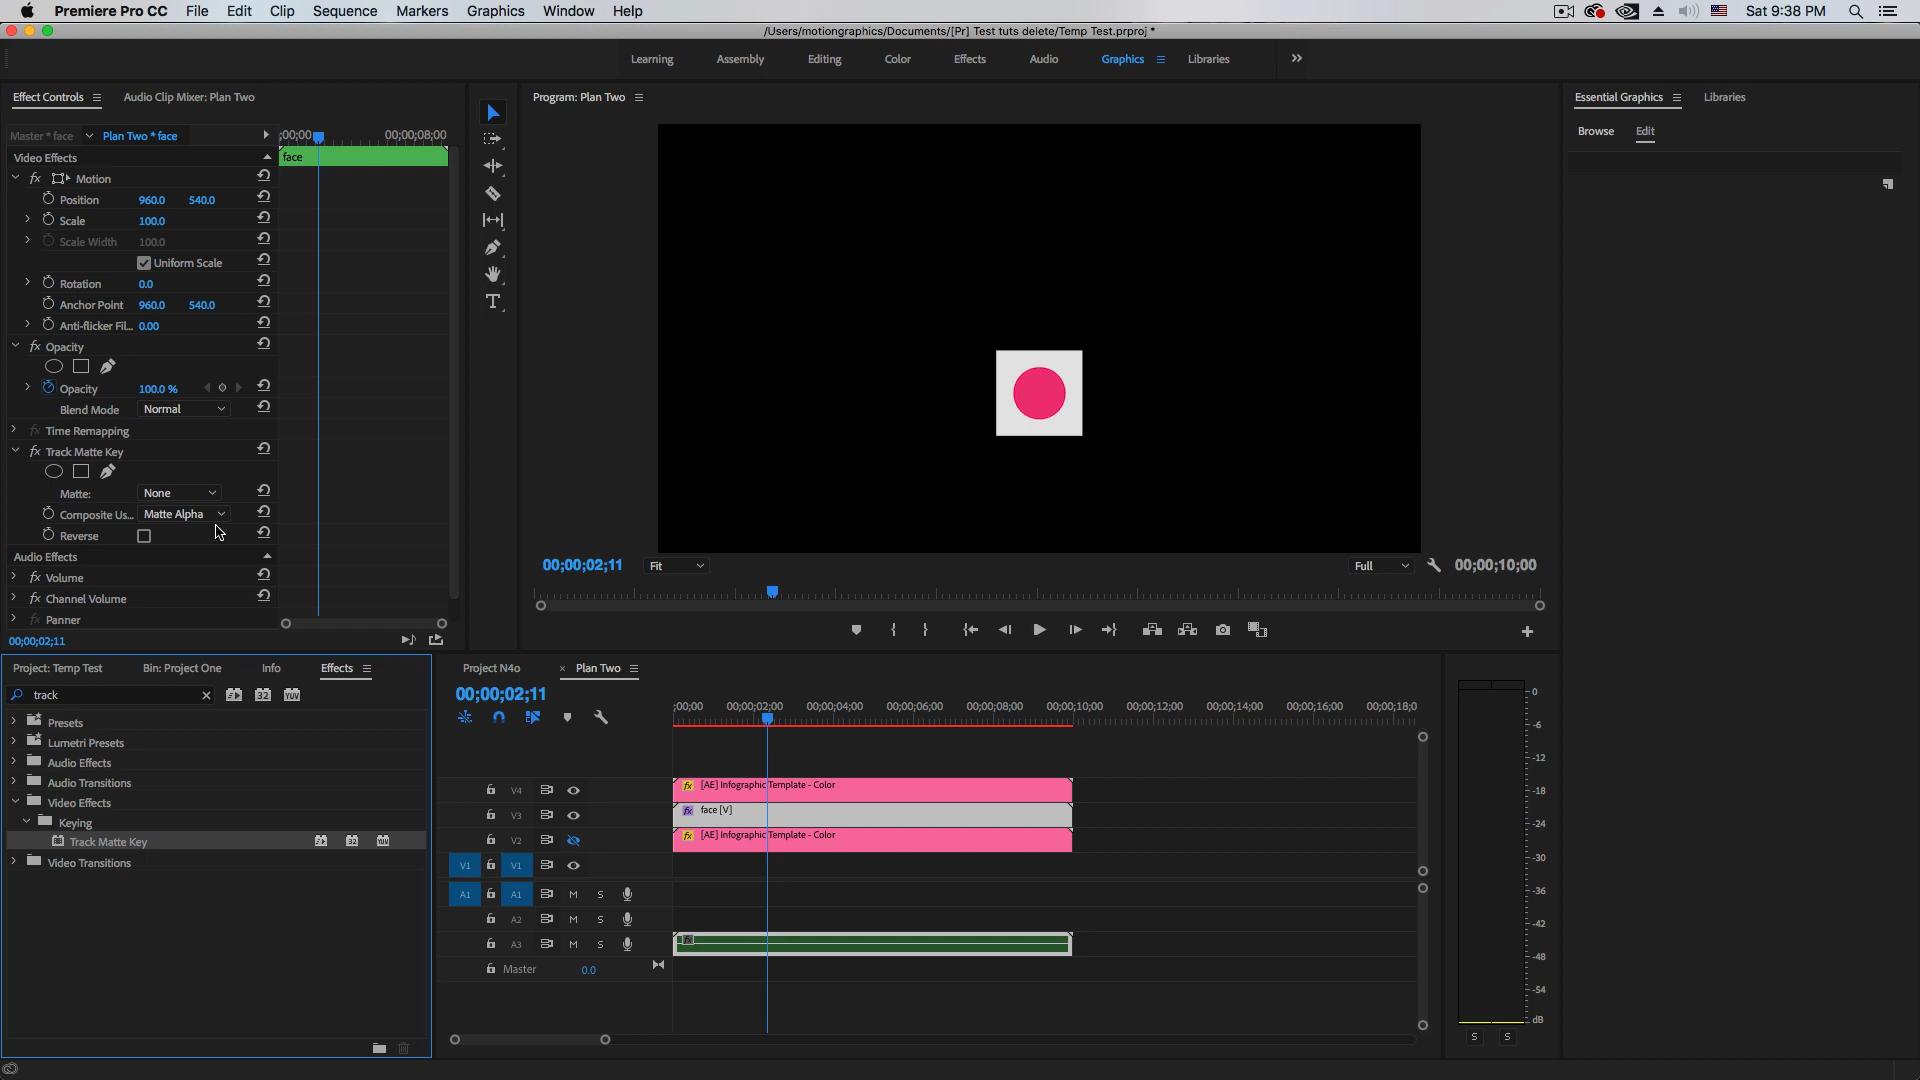 Premiere Pro CC File Edit Clip Sequence Markers Graphics Window Help Sat 9:38 PM
/Users/motiongraphics/Documents/[Pr] Test tuts delete/Temp Test.prproj *
Learning Assembly Editing Color Effects Audio Graphics Libraries
Effect Controls Audio Clip Mixer: Plan Two
Program: Plan Two
Essential Graphics Libraries
Browse Edit
Master * face Plan Two * face ;00;00 00;00;08;00
Video Effects face
fx Motion
Position 960.0 540.0
Scale 100.0
Scale Width 100.0
Uniform Scale
Rotation 0.0
Anchor Point 960.0 540.0
Anti-flicker Fil... 0.00
fx Opacity
Opacity 100.0 %
Blend Mode Normal
fx Time Remapping
fx Track Matte Key
Matte: None
Composite Us... Matte Alpha
Reverse
Audio Effects
fx Volume
fx Channel Volume
fx Panner
00;00;02;11
00;00;02;11 Fit Full 00;00;10;00
Project: Temp Test Bin: Project One Info Effects
track 32 YUV
Presets
Lumetri Presets
Audio Effects
Audio Transitions
Video Effects
Keying
Track Matte Key 32 YUV
Video Transitions
Project N4o × Plan Two
00;00;02;11
;00;00 00;00;02;00 00;00;04;00 00;00;06;00 00;00;08;00 00;00;10;00 00;00;12;00 00;00;14;00 00;00;16;00 00;00;18;0
V4 fx [AE] Infographic Template - Color
V3 fx face [V]
V2 fx [AE] Infographic Template - Color
V1 V1
A1 A1 M S
A2 M S
A3 M S fx
Master 0.0
0
-6
-12
-18
-24
-30
-36
-42
-48
-54
dB
S S